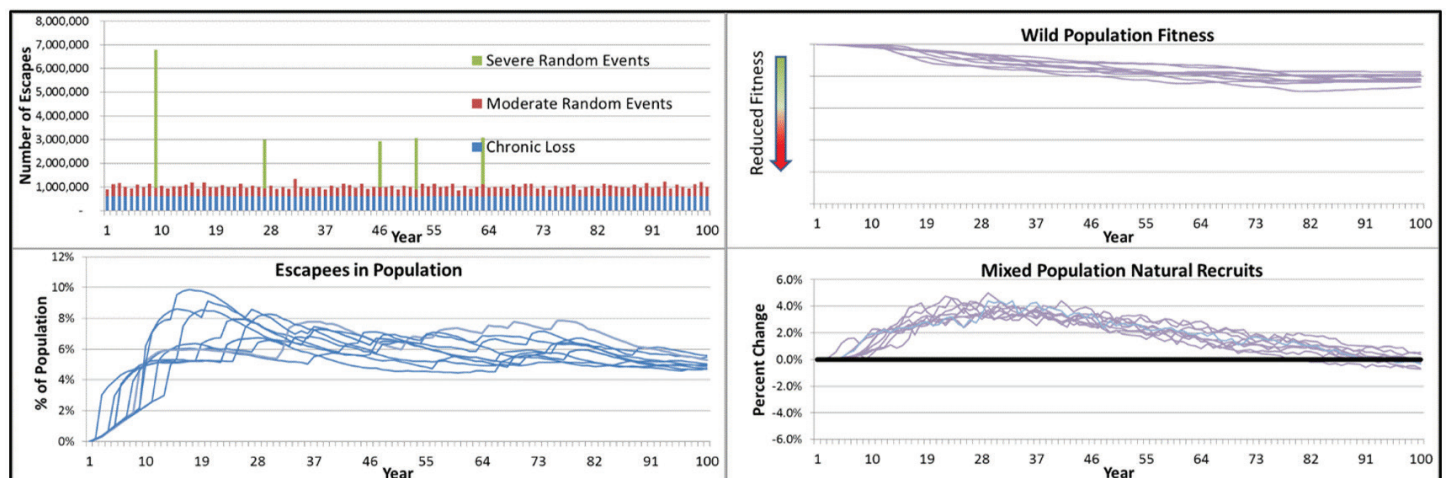 8,000,000
7,000,000
6,000,000
5,000,000
4,000,000
3,000,000
2,000,000
1,000,000
-
Number of Escapes
Severe Random Events
Moderate Random Events
Chronic Loss
1 10 19 28 37 46 55 64 73 82 91 100
Year
Wild Population Fitness
Reduced Fitness
1 10 19 28 37 46 55 64 73 82 91 100
Year
Escapees in Population
12%
10%
8%
6%
4%
2%
0%
% of Population
1 10 19 28 37 46 55 64 73 82 91 100
Year
Mixed Population Natural Recruits
6.0%
4.0%
2.0%
0.0%
-2.0%
-4.0%
-6.0%
Percent Change
1 10 19 28 37 46 55 64 73 82 91 100
Year